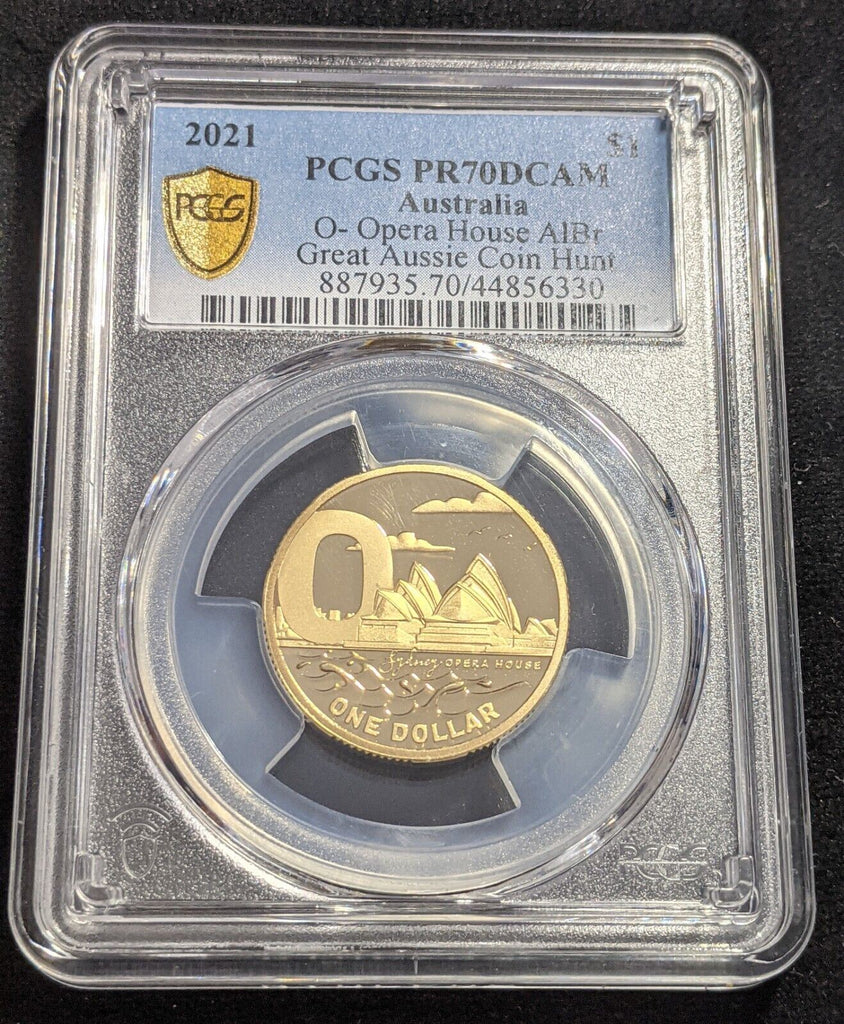 2021
$1
PCGS PR70DCAM
PCGS
Australia
O- Opera House AlBr
Great Aussie Coin Hunt
887935.70/44856330
O
Sydney OPERA HOUSE
ONE DOLLAR
PCGS